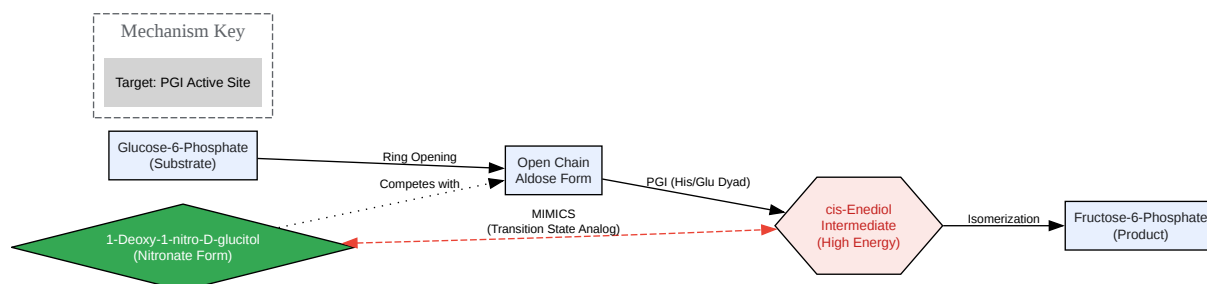 Mechanism Key
Target: PGI Active Site
Glucose-6-Phosphate
(Substrate)
Ring Opening
Open Chain
Aldose Form
Competes with
PGI (His/Glu Dyad)
MIMICS
(Transition State Analog)
1-Deoxy-1-nitro-D-glucitol
(Nitronate Form)
cis-Enediol
Intermediate
(High Energy)
Isomerization
Fructose-6-Phosphate
(Product)